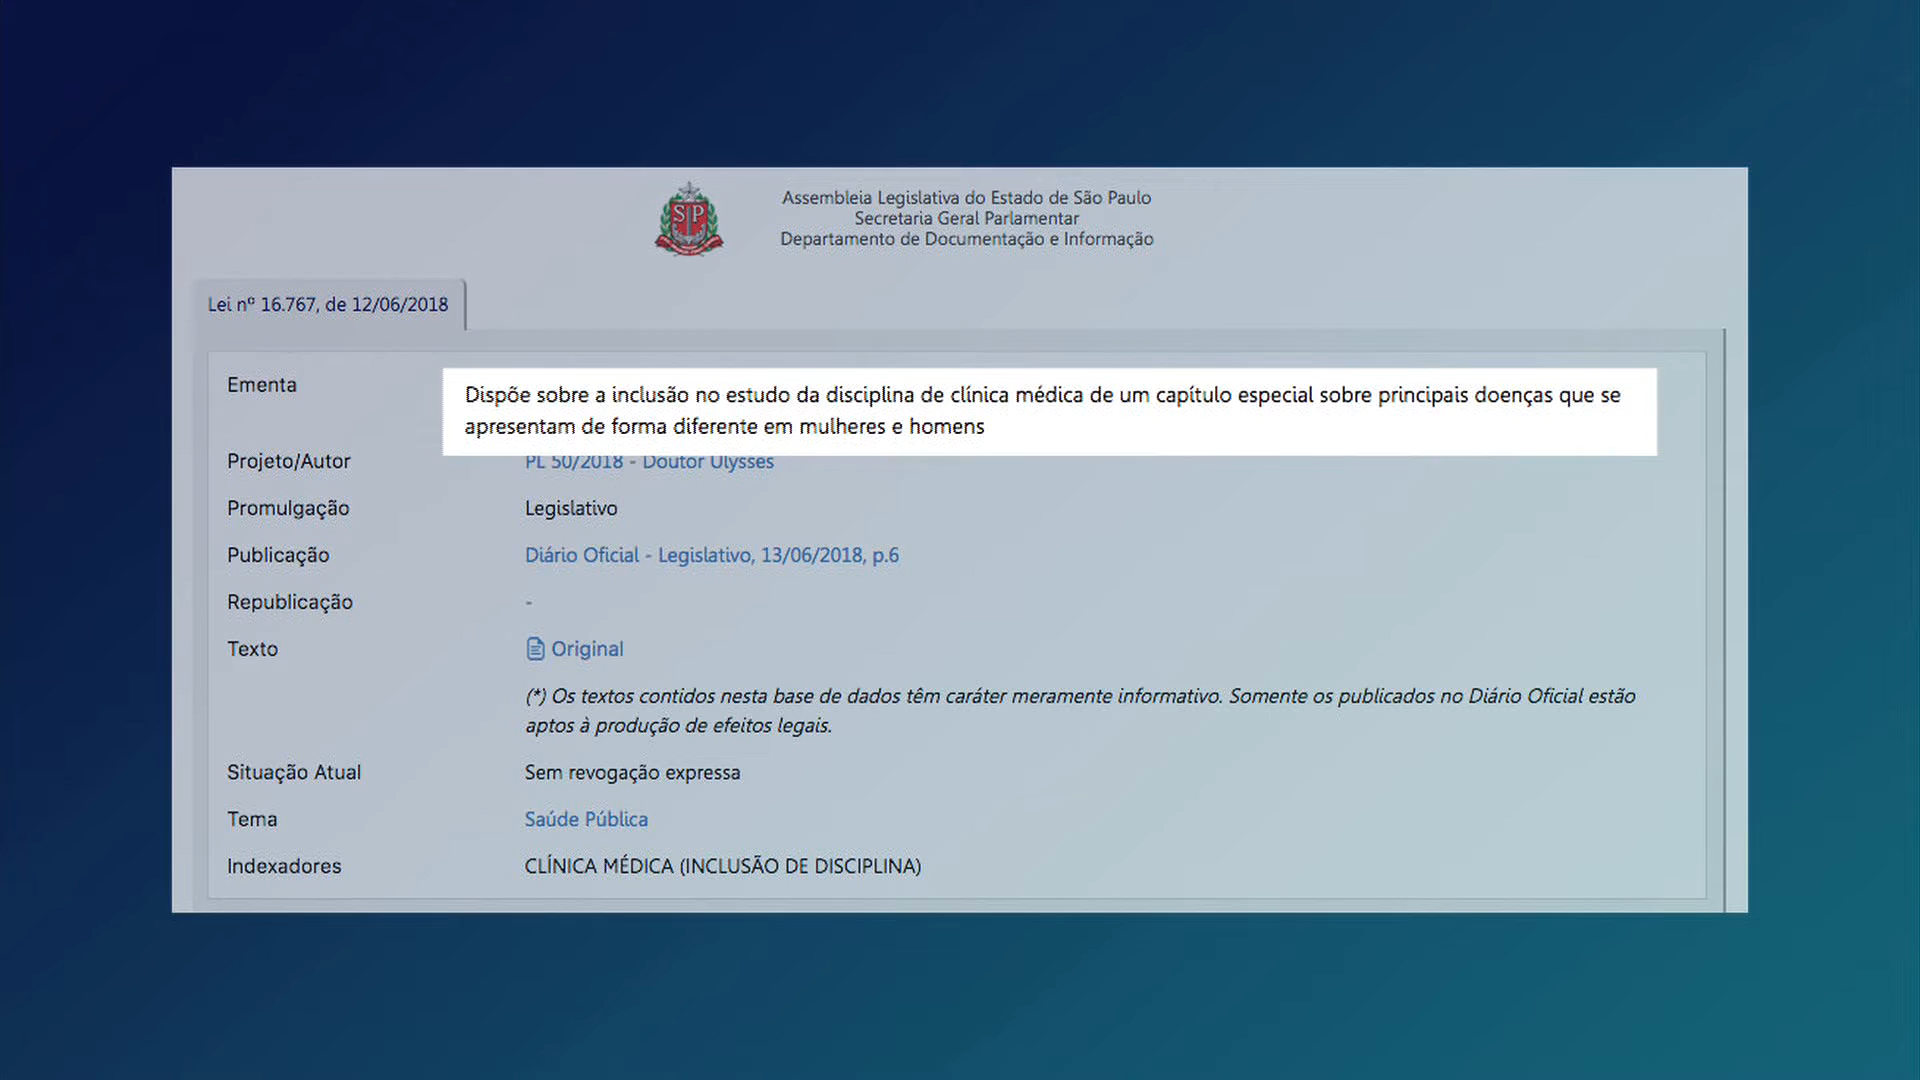 SP
Assembleia Legislativa do Estado de São Paulo
Secretaria Geral Parlamentar
Departamento de Documentação e Informação
Lei nº 16.767, de 12/06/2018
Ementa
Dispõe sobre a inclusão no estudo da disciplina de clínica médica de um capítulo especial sobre principais doenças que se
apresentam de forma diferente em mulheres e homens
Projeto/Autor PL 50/2018 - Doutor Ulysses
Promulgação Legislativo
Publicação Diário Oficial - Legislativo, 13/06/2018, p.6
Republicação -
Texto Original
(*) Os textos contidos nesta base de dados têm caráter meramente informativo. Somente os publicados no Diário Oficial estão
aptos à produção de efeitos legais.
Situação Atual Sem revogação expressa
Tema Saúde Pública
Indexadores CLÍNICA MÉDICA (INCLUSÃO DE DISCIPLINA)